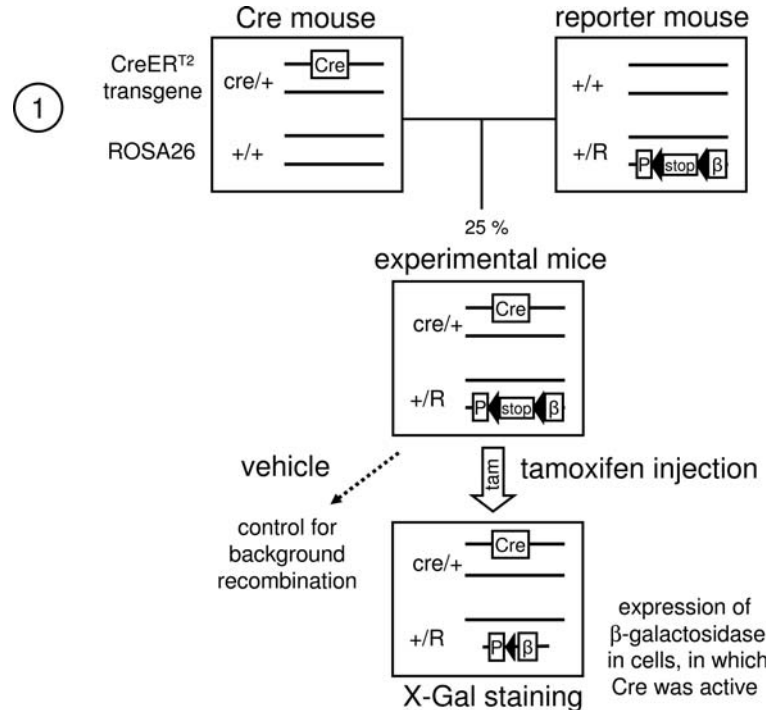 Cre mouse
reporter mouse
1
CreERT2
transgene
cre/+
Cre
+/+
ROSA26
+/+
+/R
P stop β
25 %
experimental mice
cre/+
Cre
+/R
P stop β
vehicle
tam
tamoxifen injection
control for
background
recombination
cre/+
Cre
+/R
P β
expression of
β-galactosidase
in cells, in which
Cre was active
X-Gal staining